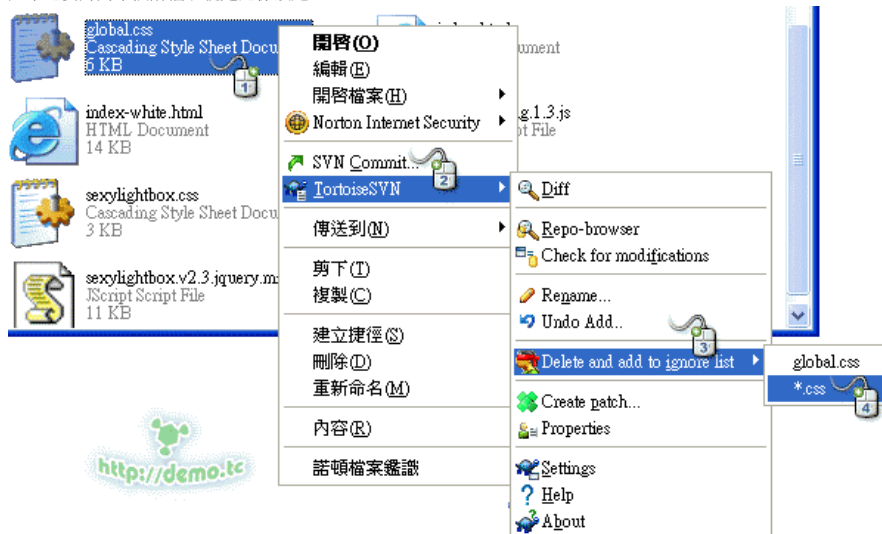 global.css
Cascading Style Sheet Docu
6 KB
1
index-white.html
HTML Document
14 KB
sexylightbox.css
Cascading Style Sheet Docu
3 KB
sexylightbox.v2.3.jquery.m
JScript Script File
11 KB
ument
.g.1.3.js
pt File
開啓(O)
編輯(E)
開啓檔案(H)
Norton Internet Security
SVN Commit...
2
TortoiseSVN
傳送到(N)
剪下(T)
複製(C)
建立捷徑(S)
刪除(D)
重新命名(M)
內容(R)
諾頓檔案鑑識
Diff
Repo-browser
Check for modifications
Rename...
Undo Add..
3
Delete and add to ignore list
Create patch...
Properties
Settings
Help
About
global.css
*.css
4
http://demo.tc